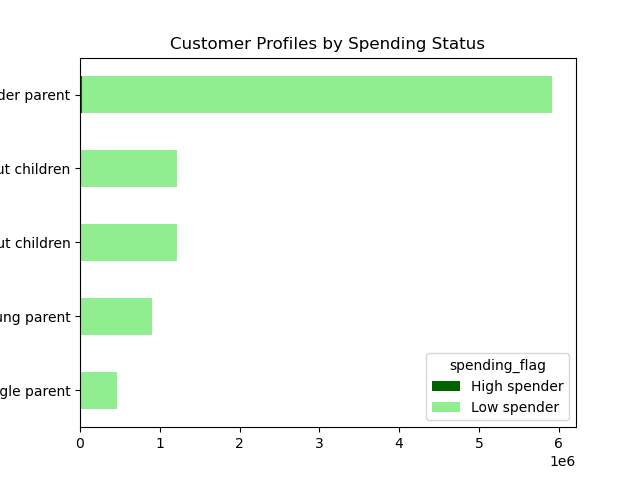 Customer Profiles by Spending Status
der parent
ut children
ut children
ung parent
gle parent
spending_flag
High spender
Low spender
0 1 2 3 4 5 6
1e6